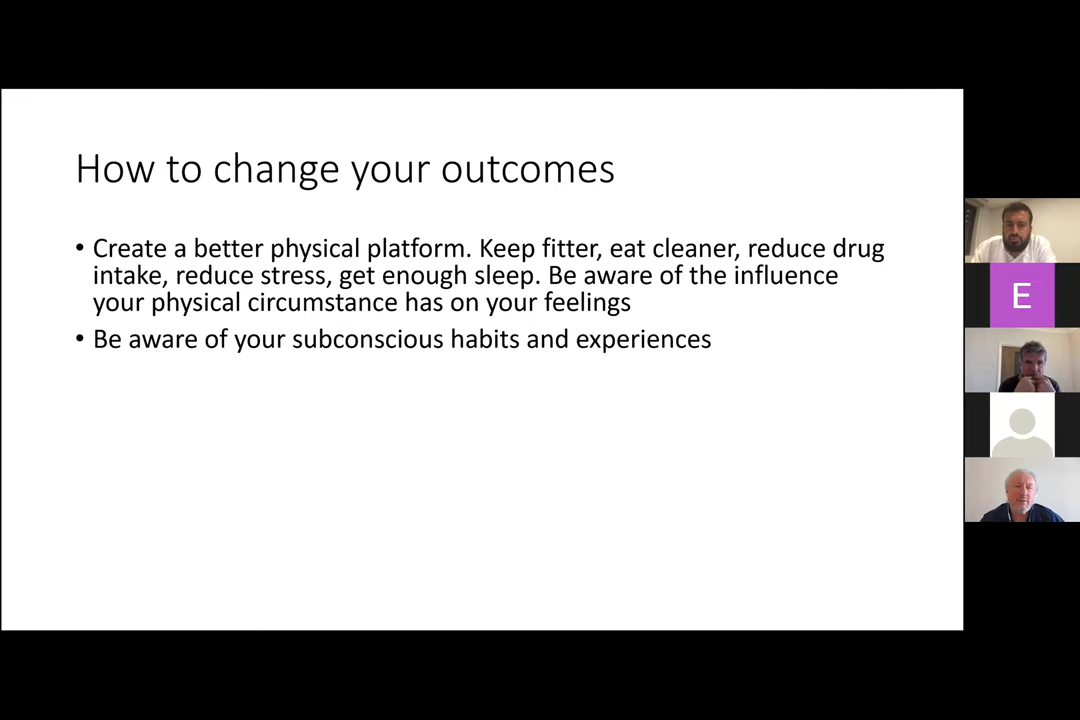 How to change your outcomes
• Create a better physical platform. Keep fitter, eat cleaner, reduce drug
intake, reduce stress, get enough sleep. Be aware of the influence
your physical circumstance has on your feelings
• Be aware of your subconscious habits and experiences
E